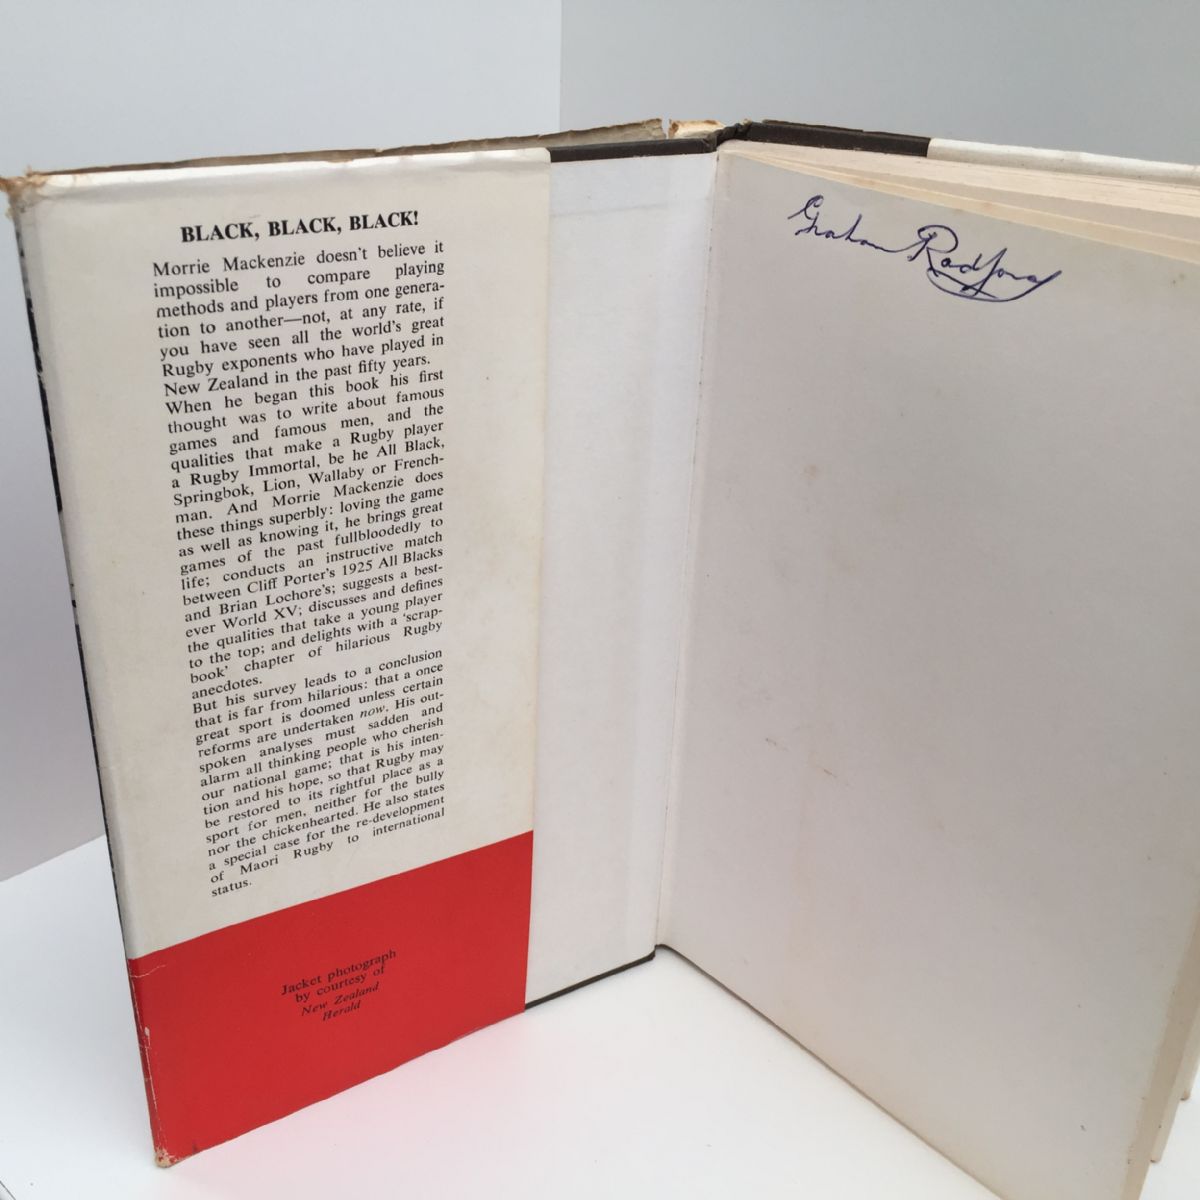 BLACK, BLACK, BLACK!
Morrie Mackenzie doesn't believe it
impossible to compare playing
methods and players from one genera-
tion to another—not, at any rate, if
you have seen all the world's great
Rugby exponents who have played in
New Zealand in the past fifty years.
When he began this book his first
thought was to write about famous
games and famous men, and the
qualities that make a Rugby player
a Rugby Immortal, be he All Black,
Springbok, Lion, Wallaby or French-
man. And Morrie Mackenzie does
these things superbly: loving the game
as well as knowing it, he brings great
games of the past fullbloodedly to
life; conducts an instructive match
between Cliff Porter's 1925 All Blacks
and Brian Lochore's; suggests a best-
ever World XV; discusses and defines
the qualities that take a young player
to the top; and delights with a 'scrap-
book' chapter of hilarious Rugby
anecdotes.
But his survey leads to a conclusion
that is far from hilarious: that a once
great sport is doomed unless certain
reforms are undertaken now. His out-
spoken analyses must sadden and
alarm all thinking people who cherish
our national game; that is his inten-
tion and his hope, so that Rugby may
be restored to its rightful place as a
sport for men, neither for the bully
nor the chickenhearted. He also states
a special case for the re-development
of Maori Rugby to international
status.
Jacket photograph
by courtesy of
New Zealand
Herald
Graham Radford